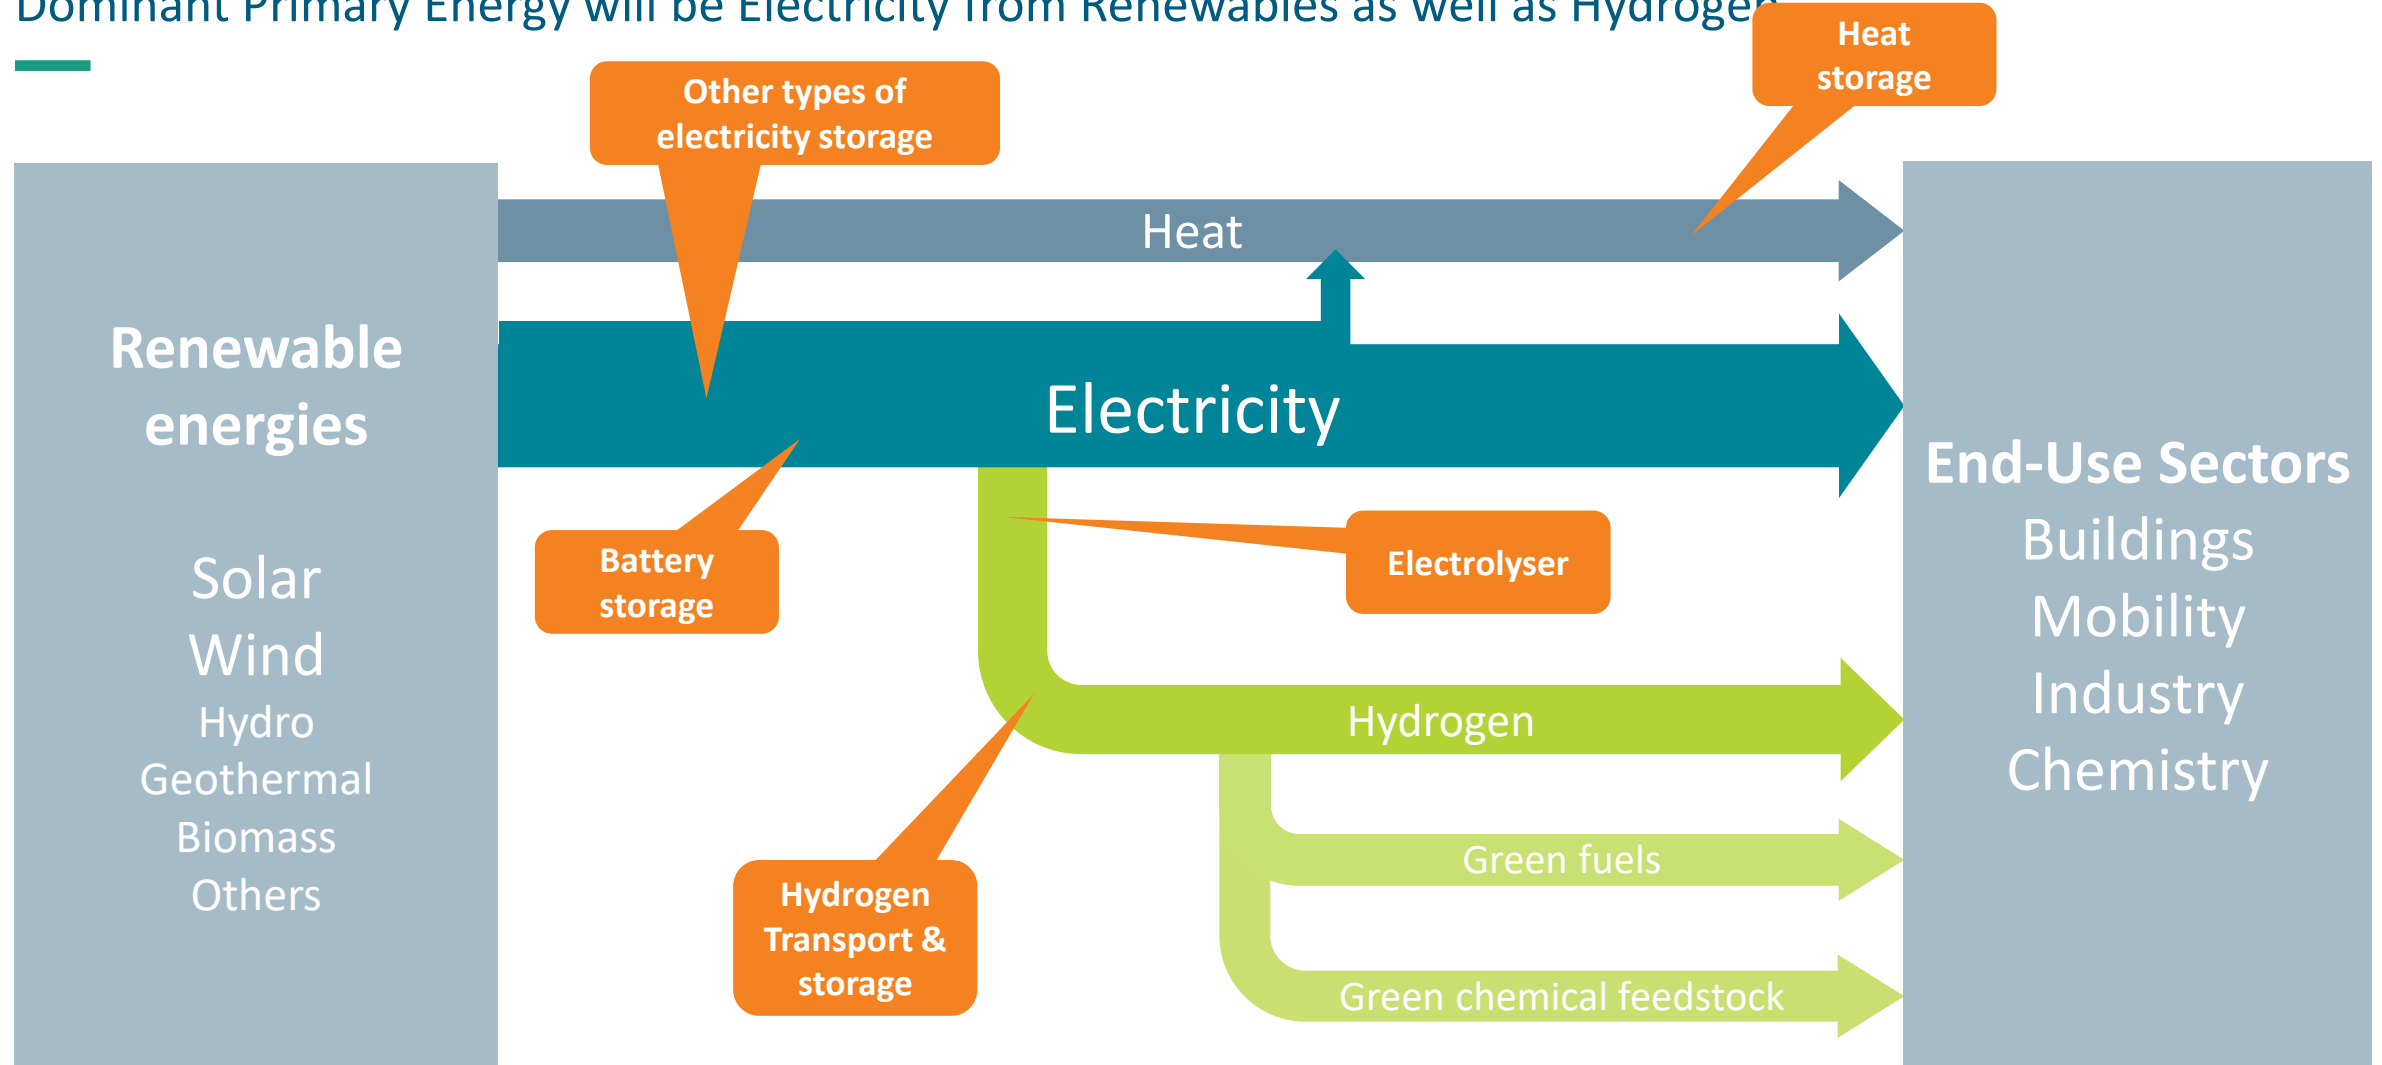 Dominant Primary Energy will be Electricity from Renewables as well as Hydrogen
Heat
storage
Other types of
electricity storage
Heat
Renewable
energies
Solar
Wind
Hydro
Geothermal
Biomass
Others
Electricity
Battery
storage
Electrolyser
Hydrogen
Hydrogen
Transport &
storage
Green fuels
Green chemical feedstock
End-Use Sectors
Buildings
Mobility
Industry
Chemistry